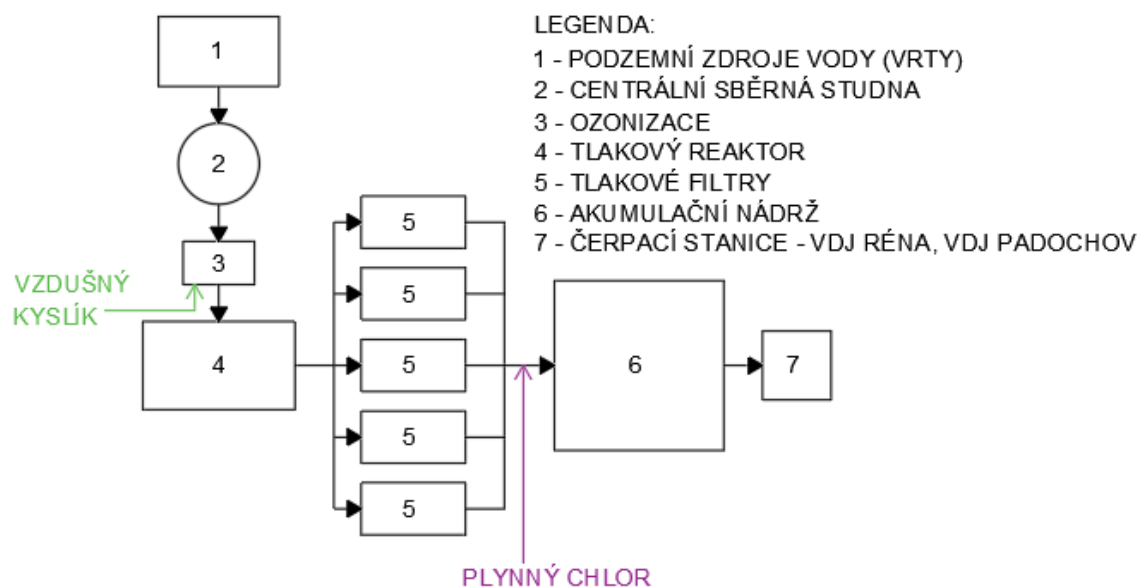 LEGENDA:
1 - PODZEMNÍ ZDROJE VODY (VRTY)
2 - CENTRÁLNÍ SBĚRNÁ STUDNA
3 - OZONIZACE
4 - TLAKOVÝ REAKTOR
5 - TLAKOVÉ FILTRY
6 - AKUMULAČNÍ NÁDRŽ
7 - ČERPACÍ STANICE - VDJ RÉNA, VDJ PADOCHOV
1
2
3
VZDUŠNÝ
KYSLÍK
4
5
5
5
5
5
6
7
PLYNNÝ CHLOR